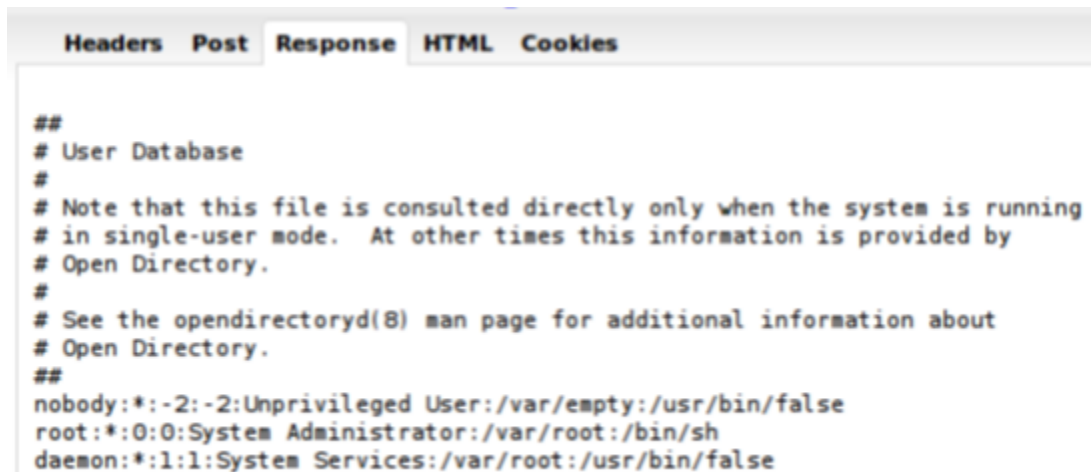 Headers Post Response HTML Cookies
##
# User Database
#
# Note that this file is consulted directly only when the system is running
# in single-user mode.  At other times this information is provided by
# Open Directory.
#
# See the opendirectoryd(8) man page for additional information about
# Open Directory.
##
nobody:*:-2:-2:Unprivileged User:/var/empty:/usr/bin/false
root:*:0:0:System Administrator:/var/root:/bin/sh
daemon:*:1:1:System Services:/var/root:/usr/bin/false